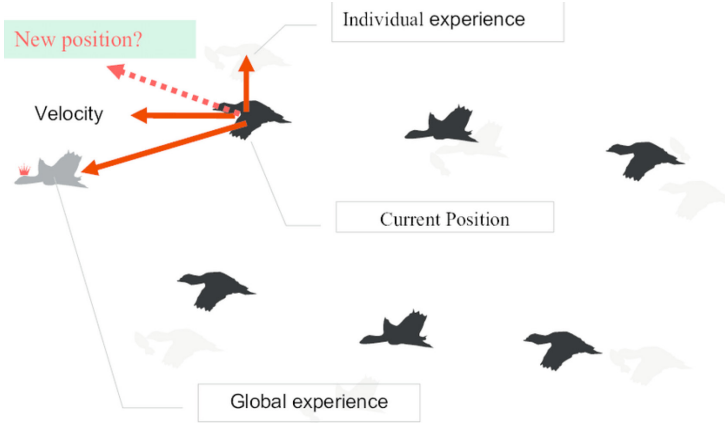 Individual experience
New position?
Velocity
Current Position
Global experience